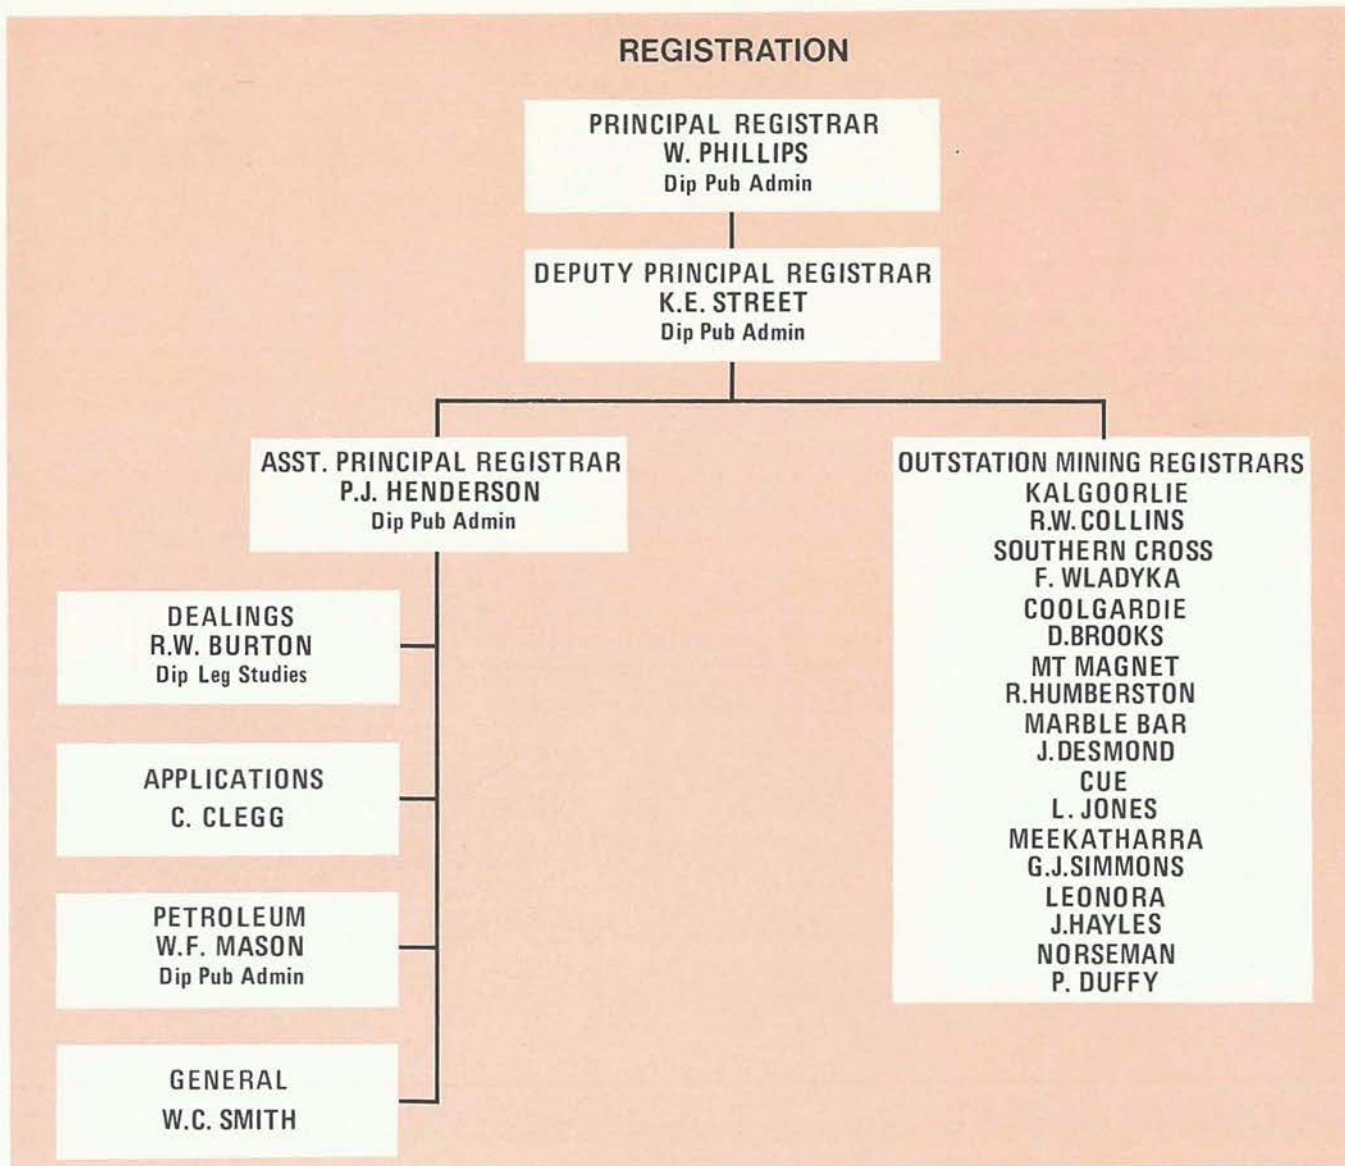 REGISTRATION
PRINCIPAL REGISTRAR
W. PHILLIPS
Dip Pub Admin
DEPUTY PRINCIPAL REGISTRAR
K.E. STREET
Dip Pub Admin
ASST. PRINCIPAL REGISTRAR
P.J. HENDERSON
Dip Pub Admin
DEALINGS
R.W. BURTON
Dip Leg Studies
APPLICATIONS
C. CLEGG
PETROLEUM
W.F. MASON
Dip Pub Admin
GENERAL
W.C. SMITH
OUTSTATION MINING REGISTRARS
KALGOORLIE
R.W. COLLINS
SOUTHERN CROSS
F. WLADYKA
COOLGARDIE
D.BROOKS
MT MAGNET
R.HUMBERSTON
MARBLE BAR
J.DESMOND
CUE
L. JONES
MEEKATHARRA
G.J.SIMMONS
LEONORA
J.HAYLES
NORSEMAN
P. DUFFY